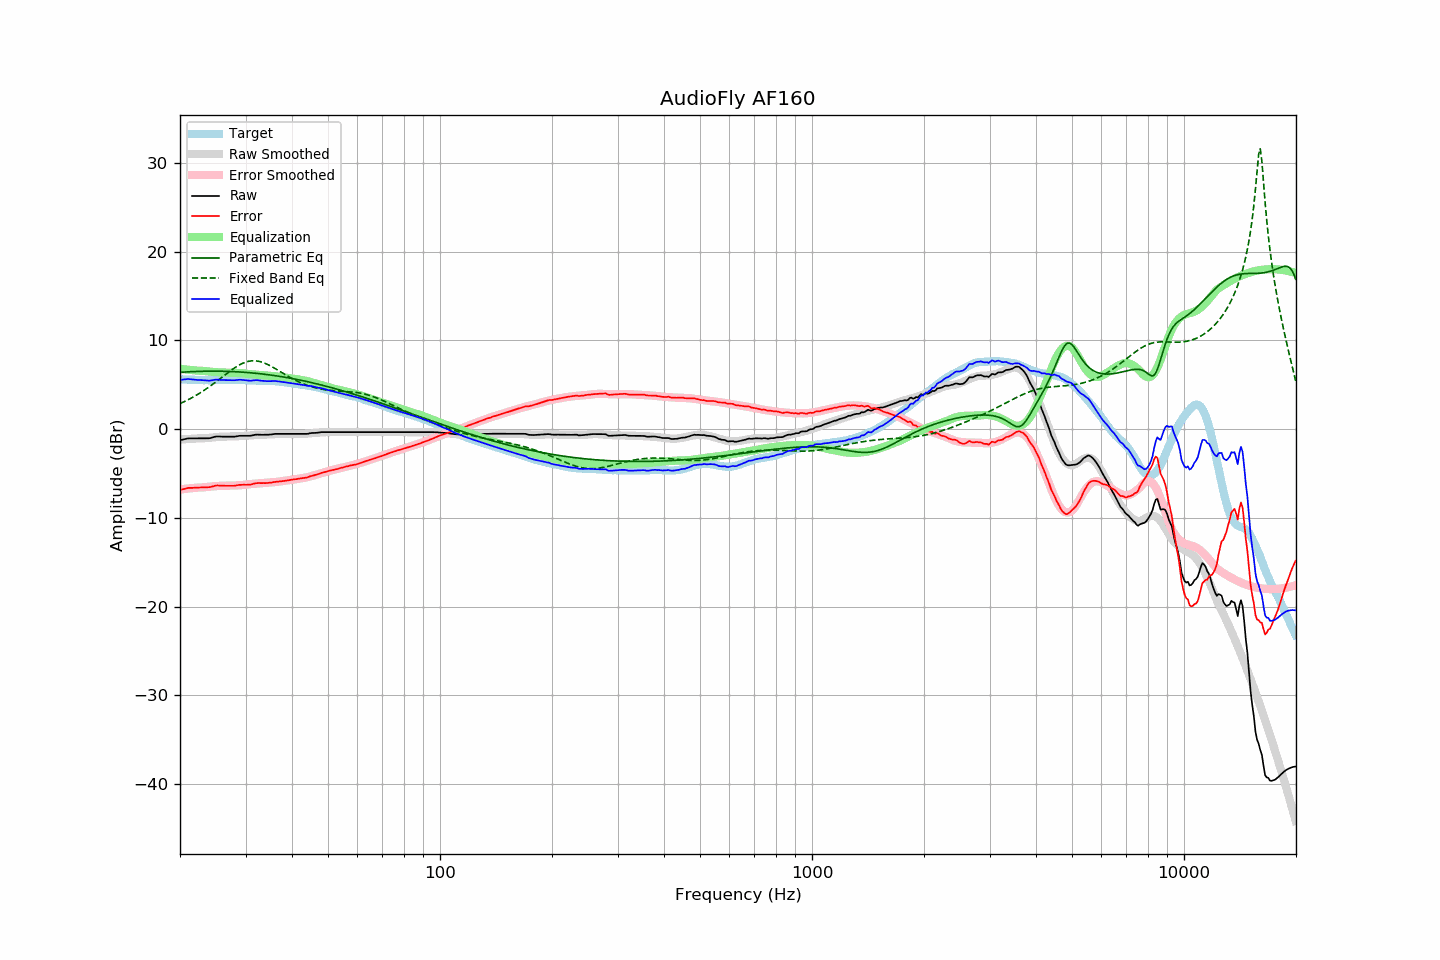 AudioFly AF160
Target
Raw Smoothed
Error Smoothed
Raw
Error
Equalization
Parametric Eq
Fixed Band Eq
Equalized
30
20
10
0
−10
−20
−30
−40
Amplitude (dBr)
100
1000
10000
Frequency (Hz)